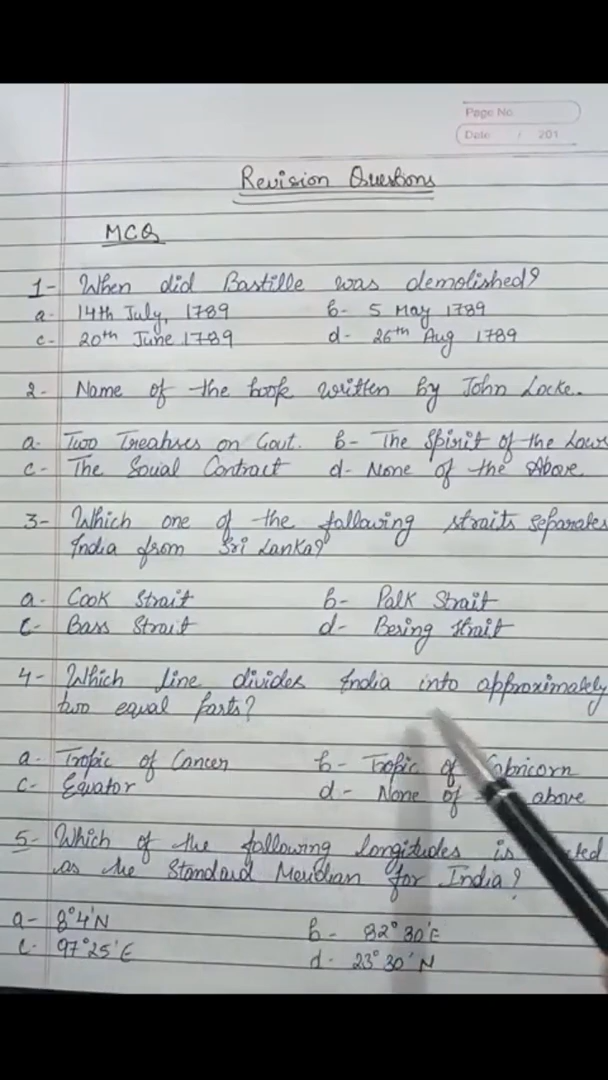 Page No
Date / 201
Revision Questions
MCQ
1- When did Bastille was demolished?
a- 14th July, 1789 b- 5 May 1789
c- 20th June 1789 d- 26th Aug 1789
2- Name of the book written by John Locke.
a- Two Treatises on Govt. b- The Spirit of the Laws
c- The Social Contract d- None of the Above
3- Which one of the following straits separates
India from Sri Lanka?
a- Cook Strait b- Palk Strait
c- Bass Strait d- Bering Strait
4- Which line divides India into approximately
two equal parts?
a- Tropic of Cancer b- Tropic of Capricorn
c- Equator d- None of above
5- Which of the following longitudes is
as the Standard Meridian for India?
a- 8°4'N b- 82°30'E
c- 97°25'E d- 23°30'N